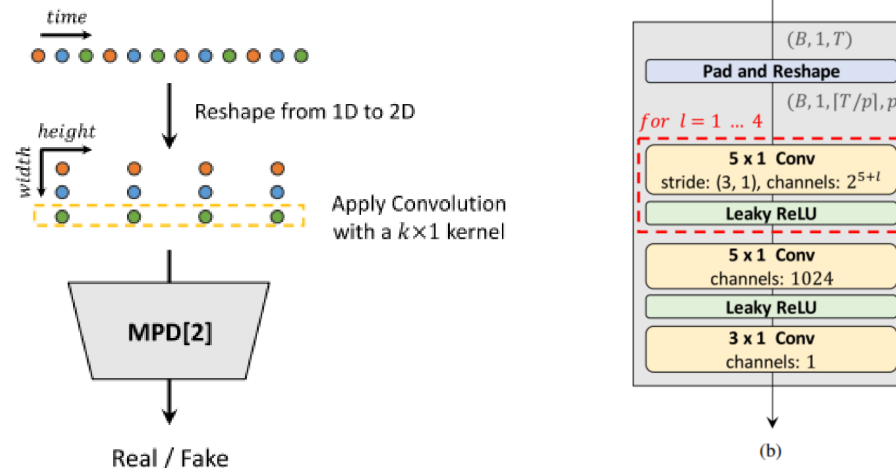 time
Reshape from 1D to 2D
height
width
Apply Convolution
with a k×1 kernel
MPD[2]
Real / Fake
(B, 1, T)
Pad and Reshape
(B, 1, ⌈T/p⌉, p
for l = 1 … 4
5 x 1 Conv
stride: (3, 1), channels: 2⁵⁺ˡ
Leaky ReLU
5 x 1 Conv
channels: 1024
Leaky ReLU
3 x 1 Conv
channels: 1
(b)